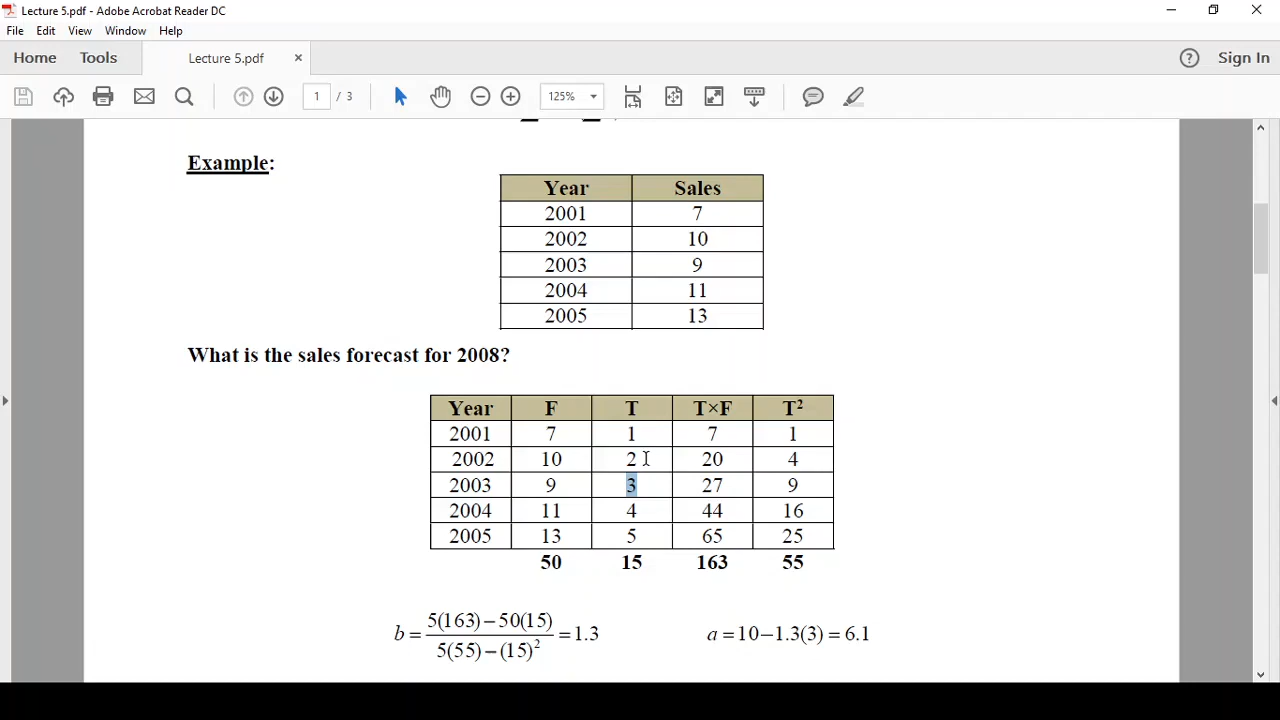 Lecture 5.pdf - Adobe Acrobat Reader DC
File Edit View Window Help
Home Tools Lecture 5.pdf × Sign In
1 / 3 125%
Example:
Year Sales
2001 7
2002 10
2003 9
2004 11
2005 13
What is the sales forecast for 2008?
Year F T T×F T²
2001 7 1 7 1
2002 10 2 20 4
2003 9 3 27 9
2004 11 4 44 16
2005 13 5 65 25
50 15 163 55
b = 5(163) − 50(15) / 5(55) − (15)² = 1.3 a = 10 − 1.3(3) = 6.1